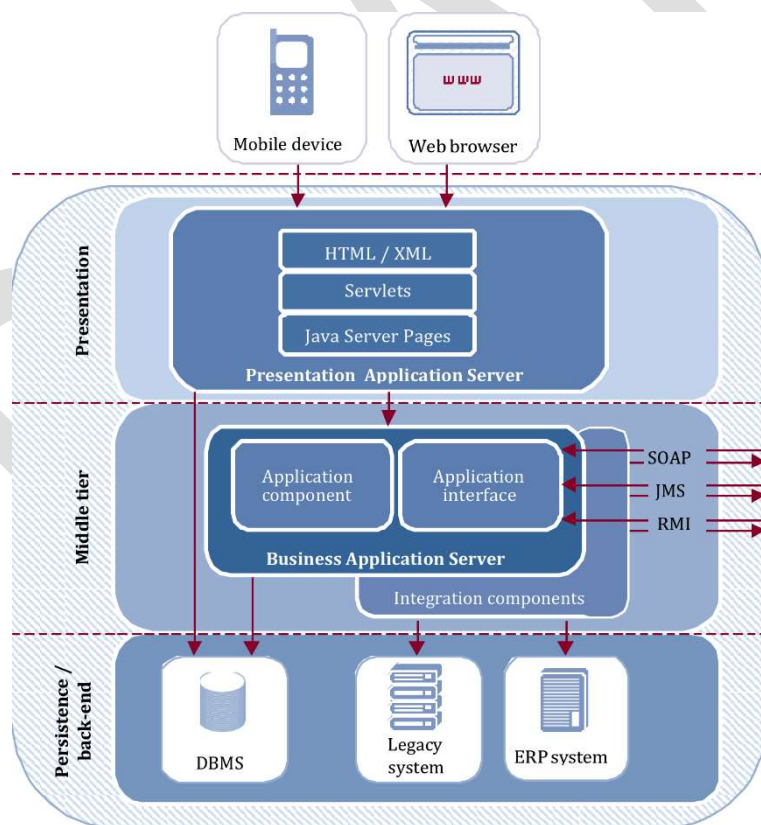 www
Mobile device
Web browser
Presentation
HTML / XML
Servlets
Java Server Pages
Presentation Application Server
Middle tier
Application
component
Application
interface
SOAP
JMS
RMI
Business Application Server
Integration components
Persistence /
back-end
DBMS
Legacy
system
ERP system